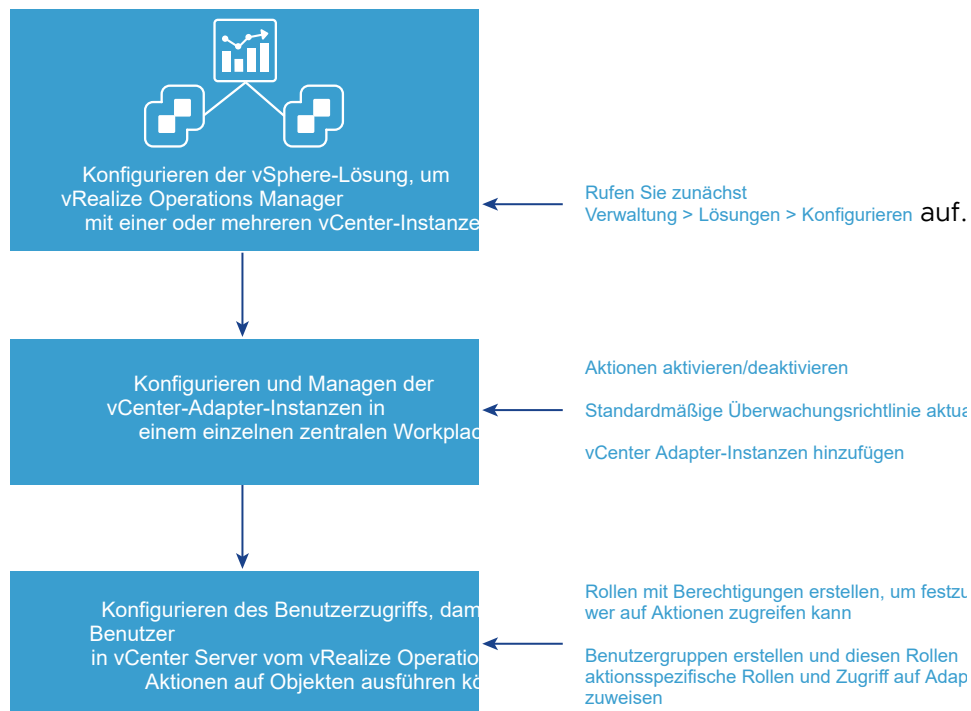 Konfigurieren der vSphere-Lösung, um
vRealize Operations Manager
mit einer oder mehreren vCenter-Instanze
Rufen Sie zunächst
Verwaltung > Lösungen > Konfigurieren auf.
Konfigurieren und Managen der
vCenter-Adapter-Instanzen in
einem einzelnen zentralen Workplac
Aktionen aktivieren/deaktivieren
Standardmäßige Überwachungsrichtlinie aktua
vCenter Adapter-Instanzen hinzufügen
Konfigurieren des Benutzerzugriffs, dam
Benutzer
in vCenter Server vom vRealize Operatio
Aktionen auf Objekten ausführen kö
Rollen mit Berechtigungen erstellen, um festzu
wer auf Aktionen zugreifen kann
Benutzergruppen erstellen und diesen Rollen
aktionsspezifische Rollen und Zugriff auf Adap
zuweisen